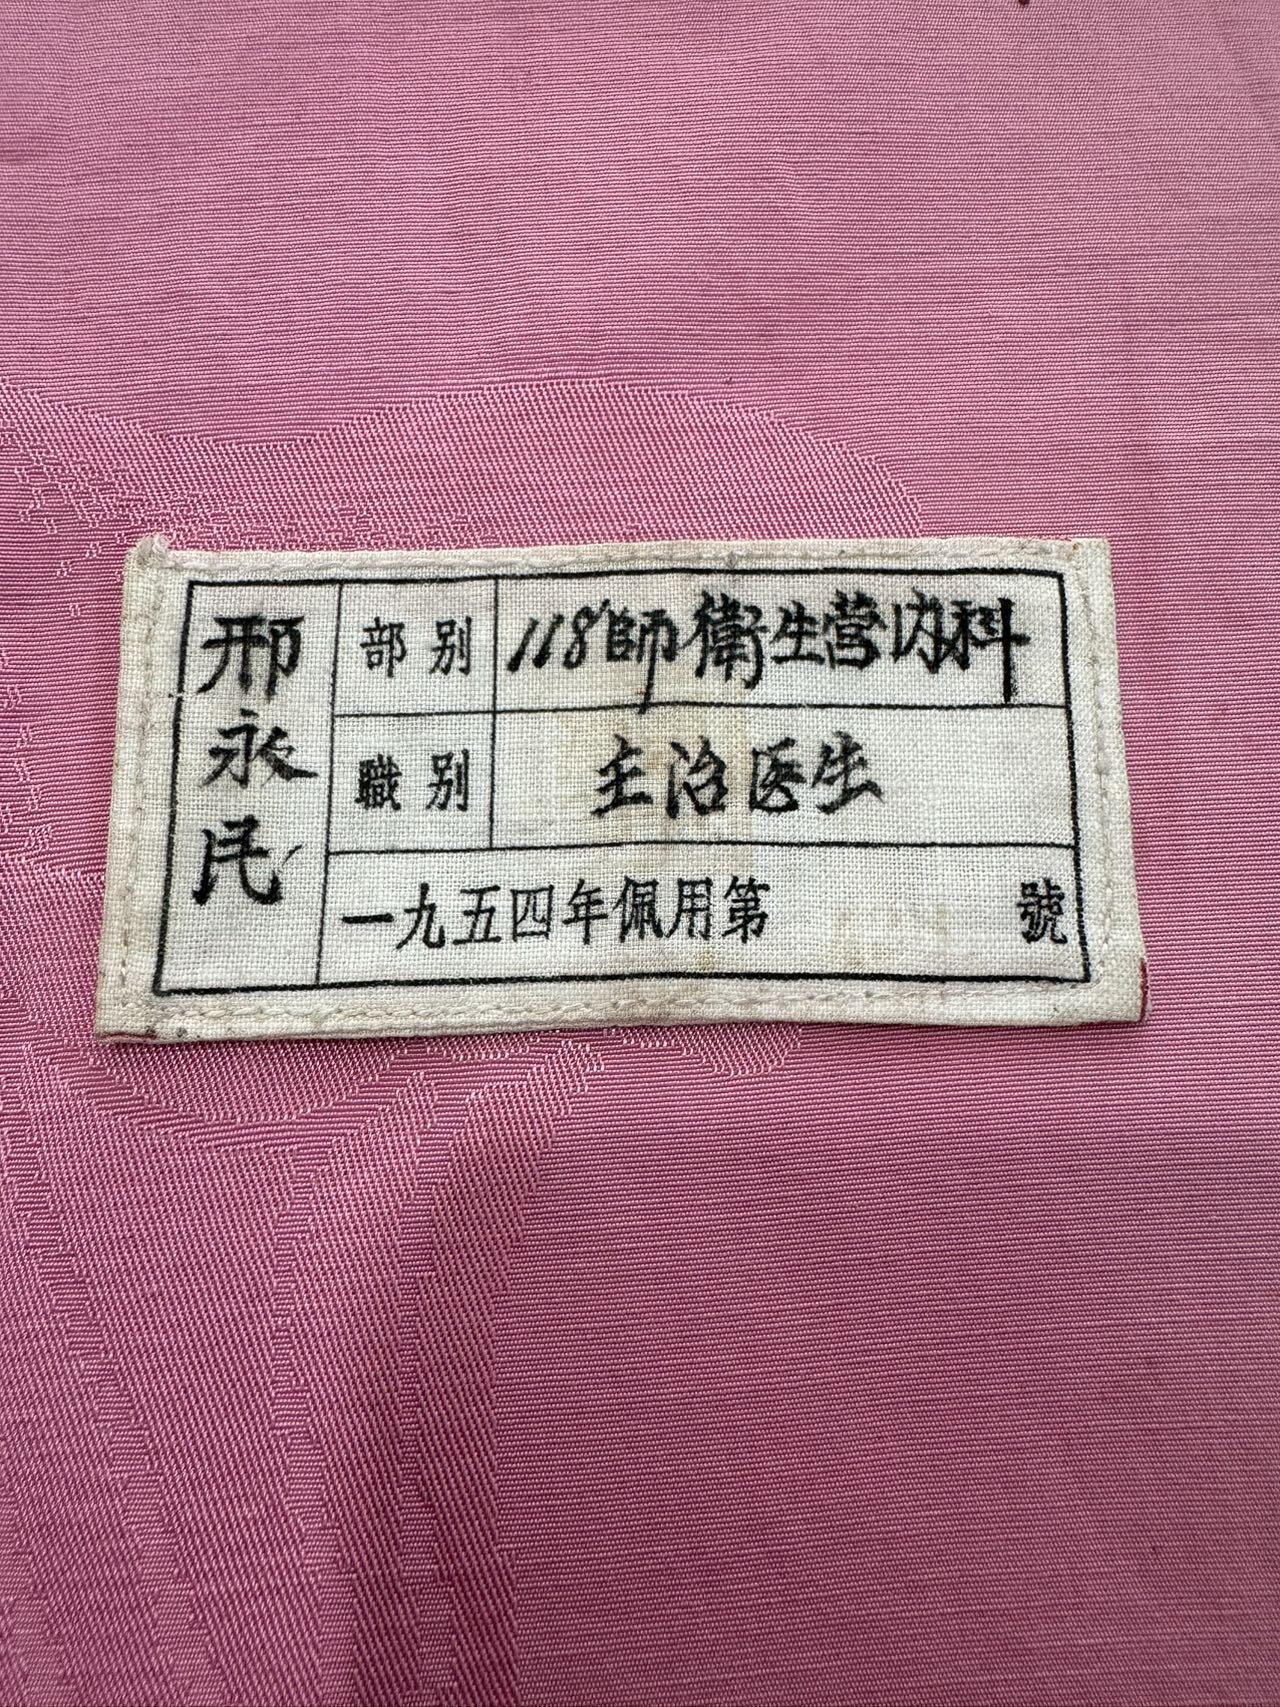 邢永民
部别 118師衛生营内科
職别 主治医生
一九五四年佩用第 號